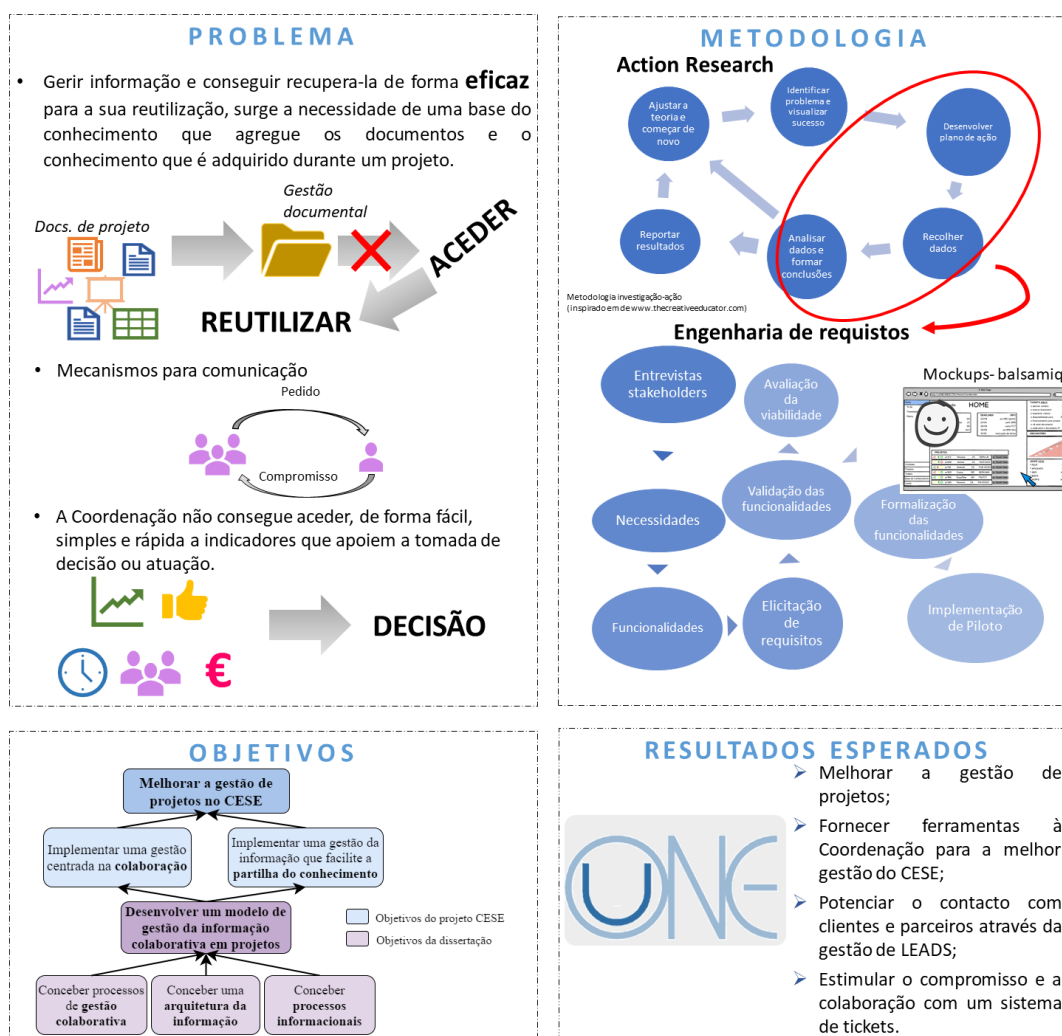 PROBLEMA
• Gerir informação e conseguir recupera-la de forma eficaz
para a sua reutilização, surge a necessidade de uma base do
conhecimento que agregue os documentos e o
conhecimento que é adquirido durante um projeto.
Gestão
documental
Docs. de projeto
ACEDER
REUTILIZAR
• Mecanismos para comunicação
Pedido
Compromisso
• A Coordenação não consegue aceder, de forma fácil,
simples e rápida a indicadores que apoiem a tomada de
decisão ou atuação.
DECISÃO
€
METODOLOGIA
Action Research
Identificar
problema e
visualizar
sucesso
Ajustar a
teoria e
começar de
novo
Desenvolver
plano de ação
Reportar
resultados
Analisar
dados e
formar
conclusões
Recolher
dados
Metodologia investigação-ação
(inspirado em de www.thecreativeeducator.com)
Engenharia de requistos
Entrevistas
stakeholders
Avaliação
da
viabilidade
Mockups- balsamiq
HOME
Necessidades
Validação das
funcionalidades
Formalização
das
funcionalidades
Funcionalidades
Elicitação
de
requisitos
Implementação
de Piloto
OBJETIVOS
Melhorar a gestão de
projetos no CESE
Implementar uma gestão
centrada na colaboração
Implementar uma gestão da
informação que facilite a
partilha do conhecimento
Desenvolver um modelo de
gestão da informação
colaborativa em projetos
Objetivos do projeto CESE
Objetivos da dissertação
Conceber processos
de gestão
colaborativa
Conceber uma
arquitetura da
informação
Conceber
processos
informacionais
RESULTADOS ESPERADOS
UONE
➢ Melhorar a gestão de
projetos;
➢ Fornecer ferramentas à
Coordenação para a melhor
gestão do CESE;
➢ Potenciar o contacto com
clientes e parceiros através da
gestão de LEADS;
➢ Estimular o compromisso e a
colaboração com um sistema
de tickets.